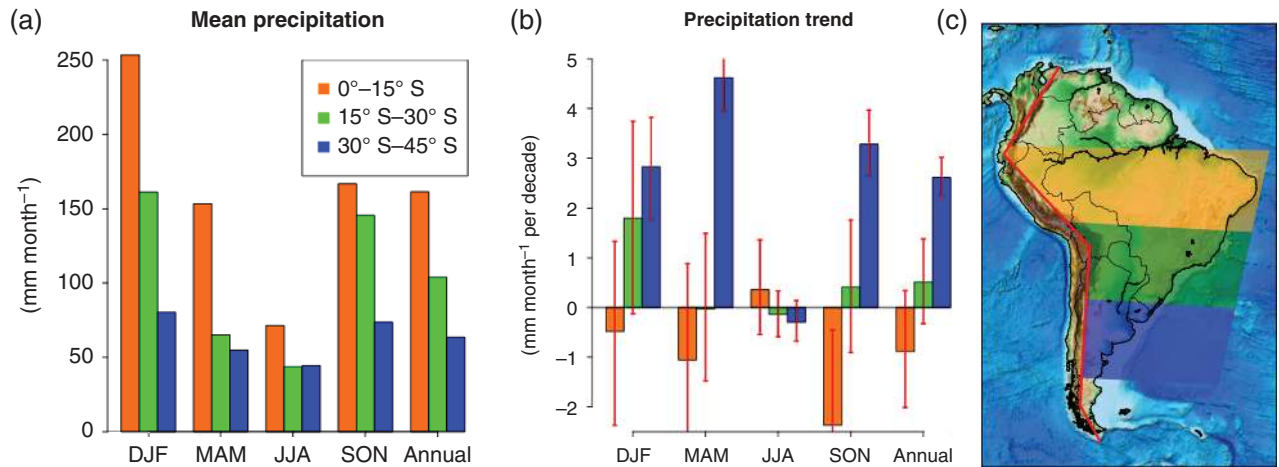 (a)
Mean precipitation
(mm month⁻¹)
250
200
150
100
50
0
0°–15° S
15° S–30° S
30° S–45° S
DJF MAM JJA SON Annual
(b)
Precipitation trend
(mm month⁻¹ per decade)
5
4
3
2
1
0
−1
−2
DJF MAM JJA SON Annual
(c)